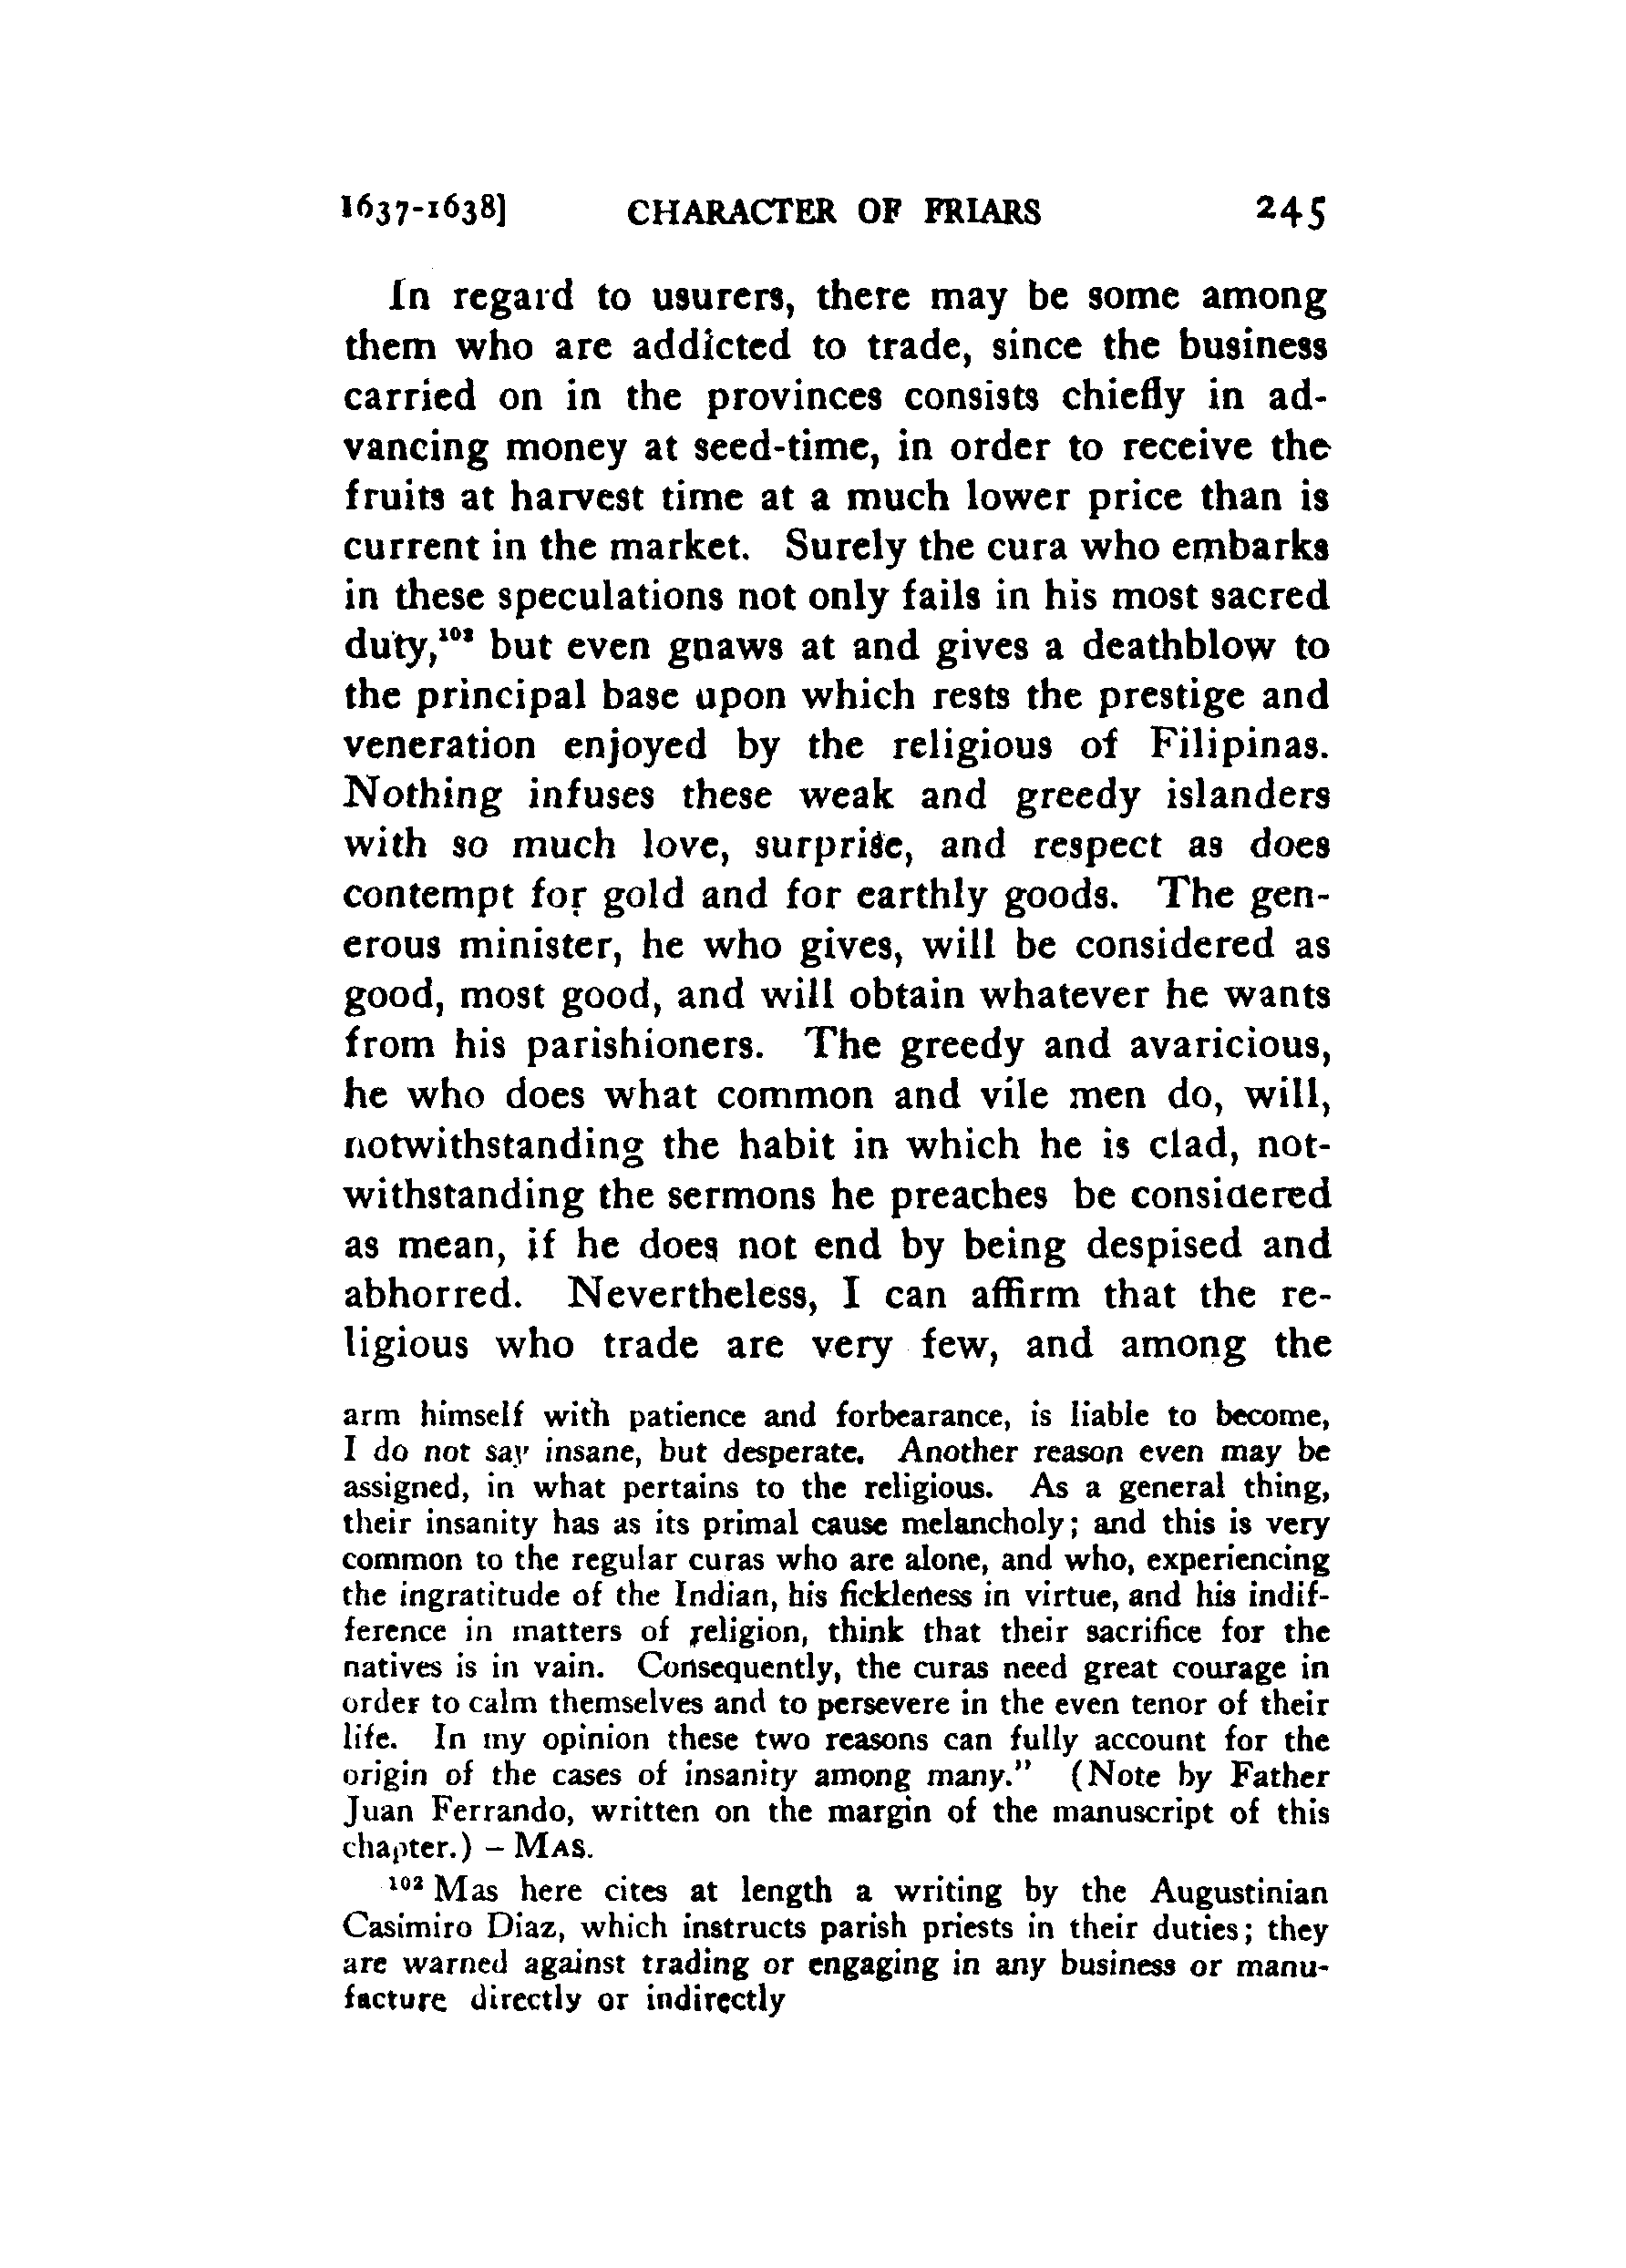 1637-1638] CHARACTER OF FRIARS 245
In regard to usurers, there may be some among
them who are addicted to trade, since the business
carried on in the provinces consists chiefly in ad-
vancing money at seed-time, in order to receive the
fruits at harvest time at a much lower price than is
current in the market. Surely the cura who embarks
in these speculations not only fails in his most sacred
duty,¹⁰² but even gnaws at and gives a deathblow to
the principal base upon which rests the prestige and
veneration enjoyed by the religious of Filipinas.
Nothing infuses these weak and greedy islanders
with so much love, surprise, and respect as does
contempt for gold and for earthly goods. The gen-
erous minister, he who gives, will be considered as
good, most good, and will obtain whatever he wants
from his parishioners. The greedy and avaricious,
he who does what common and vile men do, will,
notwithstanding the habit in which he is clad, not-
withstanding the sermons he preaches be considered
as mean, if he does not end by being despised and
abhorred. Nevertheless, I can affirm that the re-
ligious who trade are very few, and among the
arm himself with patience and forbearance, is liable to become,
I do not say insane, but desperate. Another reason even may be
assigned, in what pertains to the religious. As a general thing,
their insanity has as its primal cause melancholy; and this is very
common to the regular curas who are alone, and who, experiencing
the ingratitude of the Indian, his fickleness in virtue, and his indif-
ference in matters of religion, think that their sacrifice for the
natives is in vain. Consequently, the curas need great courage in
order to calm themselves and to persevere in the even tenor of their
life. In my opinion these two reasons can fully account for the
origin of the cases of insanity among many." (Note by Father
Juan Ferrando, written on the margin of the manuscript of this
chapter.) – MAS.
¹⁰² Mas here cites at length a writing by the Augustinian
Casimiro Diaz, which instructs parish priests in their duties; they
are warned against trading or engaging in any business or manu-
facture directly or indirectly